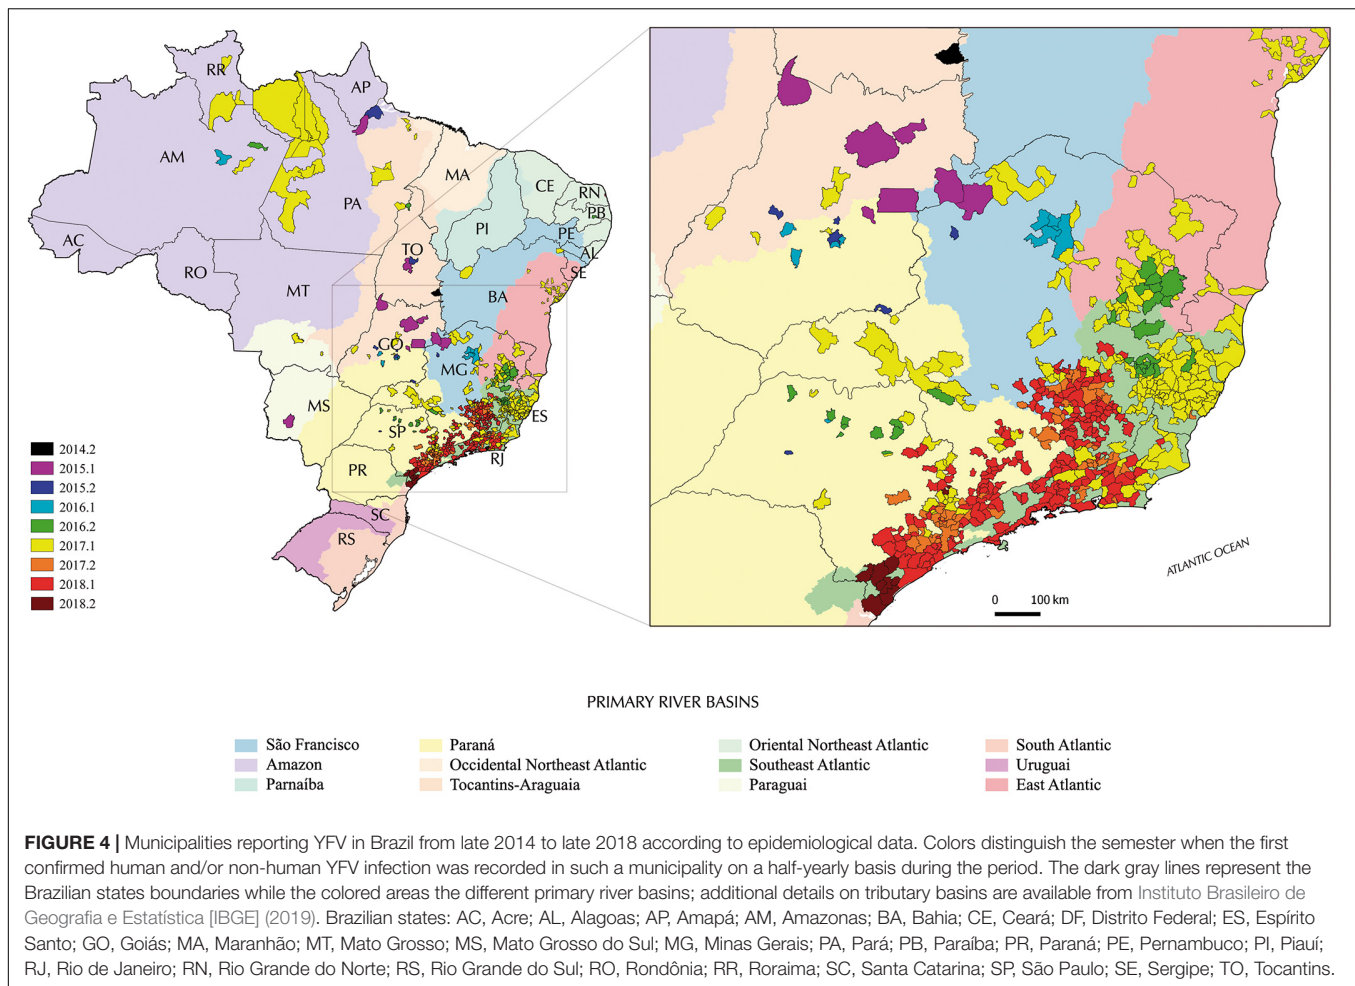 RR
AP
AM
PA
MA
CE
RN
PB
PI
PE
AL
SE
AC
RO
TO
MT
BA
GO
MG
MS
ES
SP
RJ
PR
SC
RS
2014.2
2015.1
2015.2
2016.1
2016.2
2017.1
2017.2
2018.1
2018.2
ATLANTIC OCEAN
0 100 km
PRIMARY RIVER BASINS
São Francisco Paraná Oriental Northeast Atlantic South Atlantic
Amazon Occidental Northeast Atlantic Southeast Atlantic Uruguai
Parnaíba Tocantins-Araguaia Paraguai East Atlantic
FIGURE 4 | Municipalities reporting YFV in Brazil from late 2014 to late 2018 according to epidemiological data. Colors distinguish the semester when the first
confirmed human and/or non-human YFV infection was recorded in such a municipality on a half-yearly basis during the period. The dark gray lines represent the
Brazilian states boundaries while the colored areas the different primary river basins; additional details on tributary basins are available from Instituto Brasileiro de
Geografia e Estatística [IBGE] (2019). Brazilian states: AC, Acre; AL, Alagoas; AP, Amapá; AM, Amazonas; BA, Bahia; CE, Ceará; DF, Distrito Federal; ES, Espírito
Santo; GO, Goiás; MA, Maranhão; MT, Mato Grosso; MS, Mato Grosso do Sul; MG, Minas Gerais; PA, Pará; PB, Paraíba; PR, Paraná; PE, Pernambuco; PI, Piauí;
RJ, Rio de Janeiro; RN, Rio Grande do Norte; RS, Rio Grande do Sul; RO, Rondônia; RR, Roraima; SC, Santa Catarina; SP, São Paulo; SE, Sergipe; TO, Tocantins.